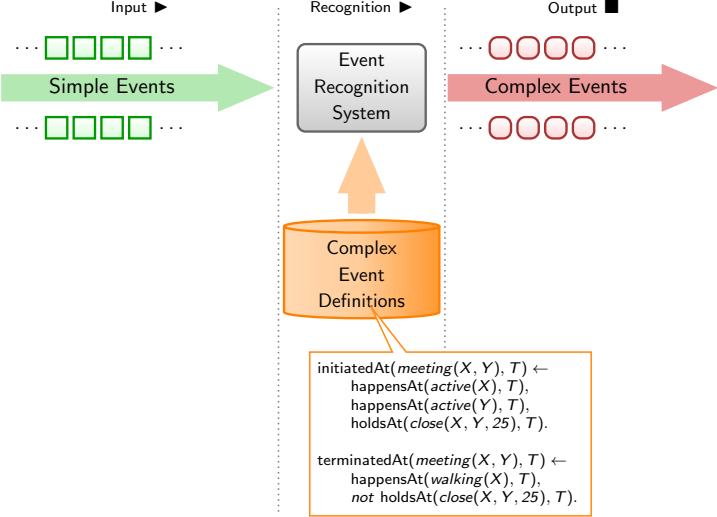 Input ▶
Recognition ▶
Output ■
··· ···
Simple Events
··· ···
Event
Recognition
System
··· ···
Complex Events
··· ···
Complex
Event
Definitions
initiatedAt(meeting(X, Y), T) ←
happensAt(active(X), T),
happensAt(active(Y), T),
holdsAt(close(X, Y, 25), T).
terminatedAt(meeting(X, Y), T) ←
happensAt(walking(X), T),
not holdsAt(close(X, Y, 25), T).